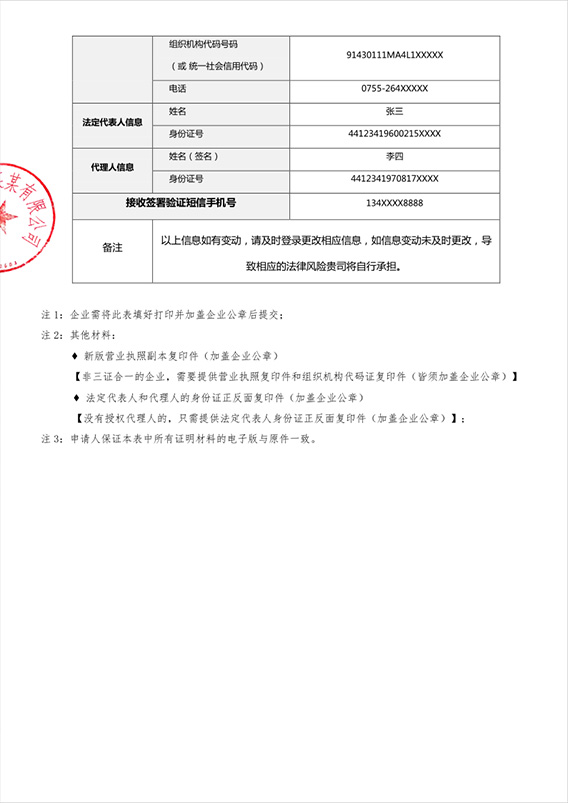 组织机构代码号码
（或 统一社会信用代码）
91430111MA4L1XXXXX
电话
0755-264XXXXX
法定代表人信息
姓名
张三
身份证号
44123419600215XXXX
代理人信息
姓名（签名）
李四
身份证号
4412341970817XXXX
接收签署验证短信手机号
134XXXX8888
备注
以上信息如有变动，请及时登录更改相应信息，如信息变动未及时更改，导
致相应的法律风险贵司将自行承担。
某有限公司
注 1：企业需将此表填好打印并加盖企业公章后提交；
注 2：其他材料：
♦ 新版营业执照副本复印件（加盖企业公章）
【非三证合一的企业，需要提供营业执照复印件和组织机构代码证复印件（皆须加盖企业公章）】
♦ 法定代表人和代理人的身份证正反面复印件（加盖企业公章）
【没有授权代理人的，只需提供法定代表人身份证正反面复印件（加盖企业公章）】；
注 3：申请人保证本表中所有证明材料的电子版与原件一致。